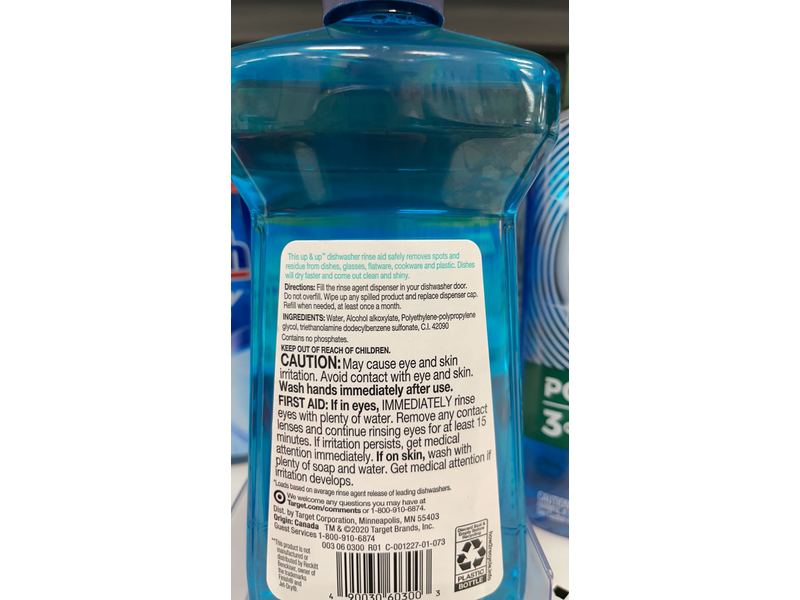 This up & up™ dishwasher rinse aid safely removes spots and
residue from dishes, glasses, flatware, cookware and plastic. Dishes
will dry faster and come out clean and shiny.
Directions: Fill the rinse agent dispenser in your dishwasher door.
Do not overfill. Wipe up any spilled product and replace dispenser cap.
Refill when needed, at least once a month.
INGREDIENTS: Water, Alcohol alkoxylate, Polyethylene-polypropylene
glycol, triethanolamine dodecylbenzene sulfonate, C.I. 42090
Contains no phosphates.
KEEP OUT OF REACH OF CHILDREN.
CAUTION: May cause eye and skin
irritation. Avoid contact with eye and skin.
Wash hands immediately after use.
FIRST AID: If in eyes, IMMEDIATELY rinse
eyes with plenty of water. Remove any contact
lenses and continue rinsing eyes for at least 15
minutes. If irritation persists, get medical
attention immediately. If on skin, wash with
plenty of soap and water. Get medical attention if
irritation develops.
*Loads based on average rinse agent release of leading dishwashers.
We welcome any questions you may have at
Target.com/comments or 1-800-910-6874.
Dist. by Target Corporation, Minneapolis, MN 55403
Origin: Canada TM & ©2020 Target Brands, Inc.
Guest Services 1-800-910-6874
003 06 0300 R01 C-001227-01-073
**This product is not
manufactured or
distributed by Reckitt
Benckiser, owner of
the trademarks
Finish® and
Jet-Dry®.
4 90030 60300 3
PLASTIC
BOTTLE
how2recycle.info
PO
3